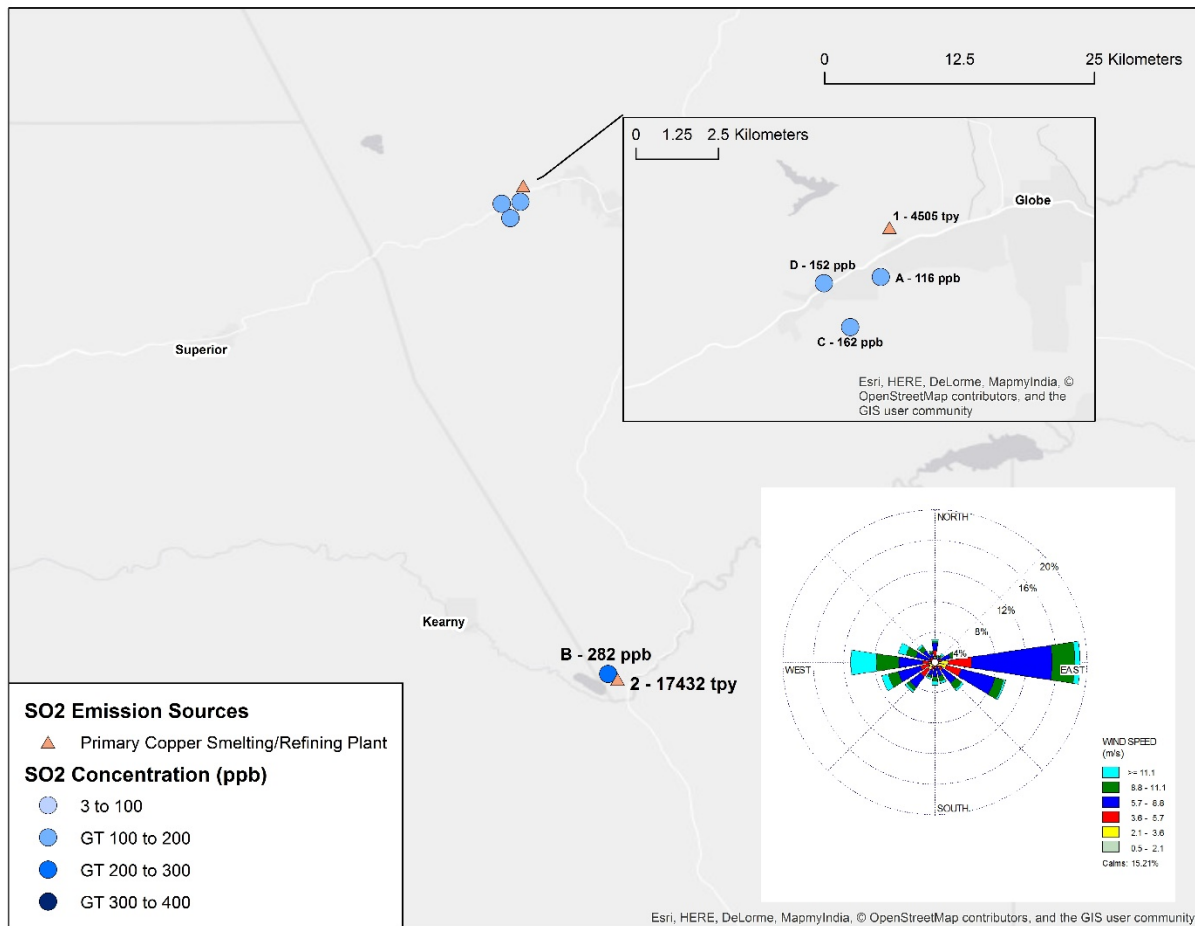 0 12.5 25 Kilometers
0 1.25 2.5 Kilometers
Globe
1 - 4505 tpy
D - 152 ppb
A - 116 ppb
C - 162 ppb
Esri, HERE, DeLorme, MapmyIndia, ©
OpenStreetMap contributors, and the
GIS user community
Superior
Kearny
B - 282 ppb
2 - 17432 tpy
NORTH
20%
16%
12%
8%
4%
WEST
EAST
SOUTH
WIND SPEED
(m/s)
>= 11.1
8.8 - 11.1
5.7 - 8.8
3.6 - 5.7
2.1 - 3.6
0.5 - 2.1
Calms: 15.21%
SO2 Emission Sources
Primary Copper Smelting/Refining Plant
SO2 Concentration (ppb)
3 to 100
GT 100 to 200
GT 200 to 300
GT 300 to 400
Esri, HERE, DeLorme, MapmyIndia, © OpenStreetMap contributors, and the GIS user community